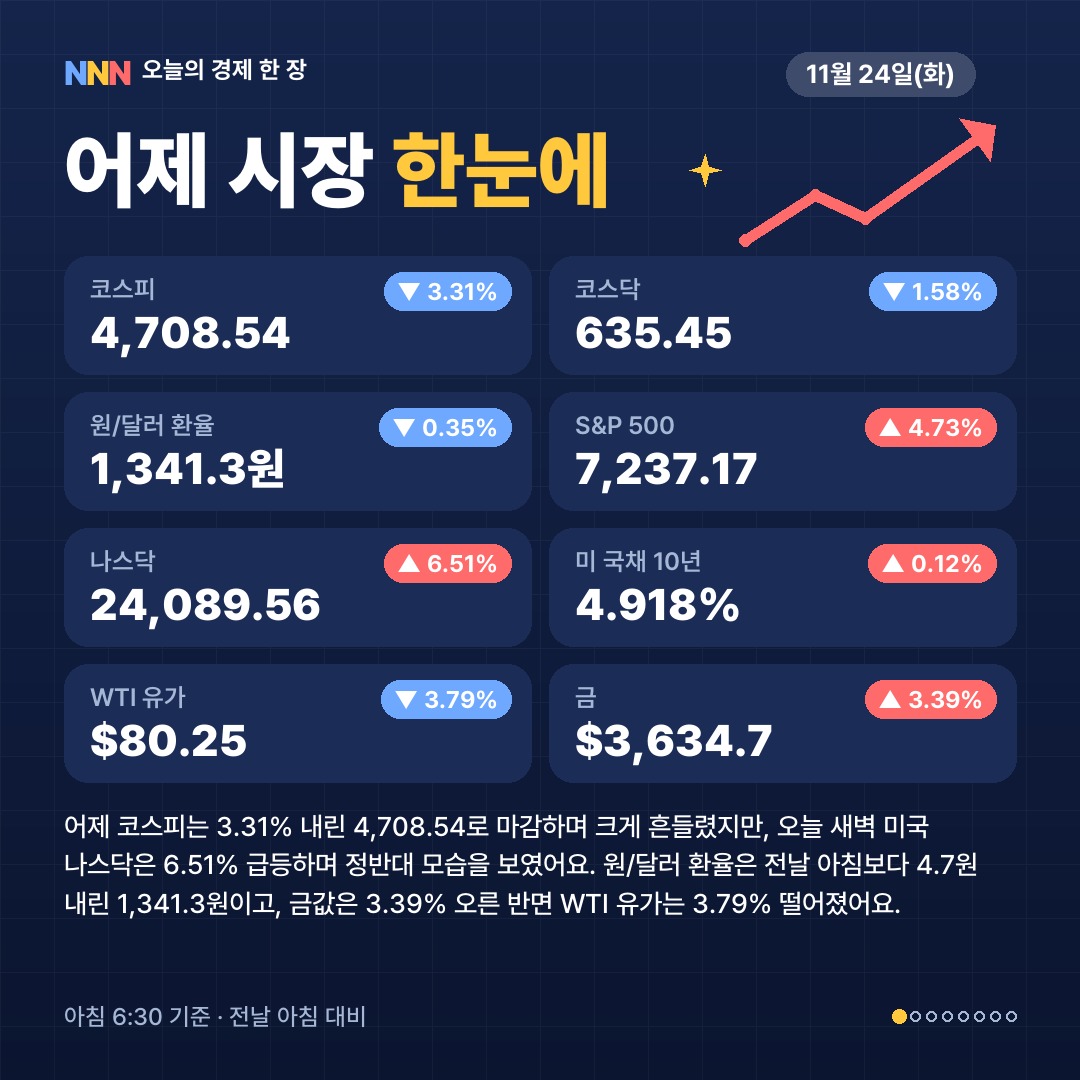 NNN 오늘의 경제 한 장
11월 24일(화)
어제 시장 한눈에
코스피
▼ 3.31%
4,708.54
코스닥
▼ 1.58%
635.45
원/달러 환율
▼ 0.35%
1,341.3원
S&P 500
▲ 4.73%
7,237.17
나스닥
▲ 6.51%
24,089.56
미 국채 10년
▲ 0.12%
4.918%
WTI 유가
▼ 3.79%
$80.25
금
▲ 3.39%
$3,634.7
어제 코스피는 3.31% 내린 4,708.54로 마감하며 크게 흔들렸지만, 오늘 새벽 미국
나스닥은 6.51% 급등하며 정반대 모습을 보였어요. 원/달러 환율은 전날 아침보다 4.7원
내린 1,341.3원이고, 금값은 3.39% 오른 반면 WTI 유가는 3.79% 떨어졌어요.
아침 6:30 기준 · 전날 아침 대비